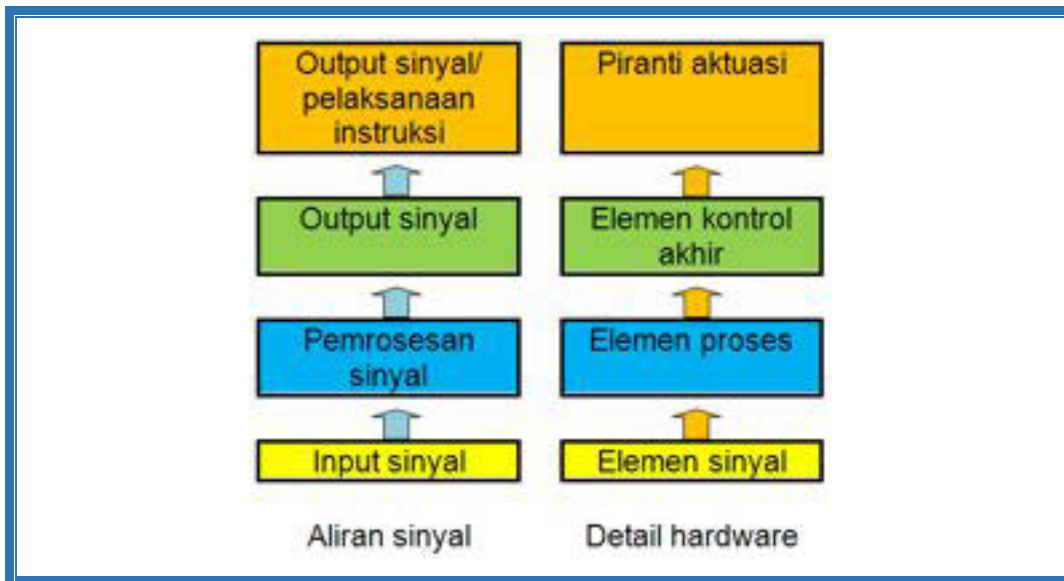 Output sinyal/
pelaksanaan
instruksi
Piranti aktuasi
Output sinyal
Elemen kontrol
akhir
Pemrosesan
sinyal
Elemen proses
Input sinyal
Elemen sinyal
Aliran sinyal
Detail hardware